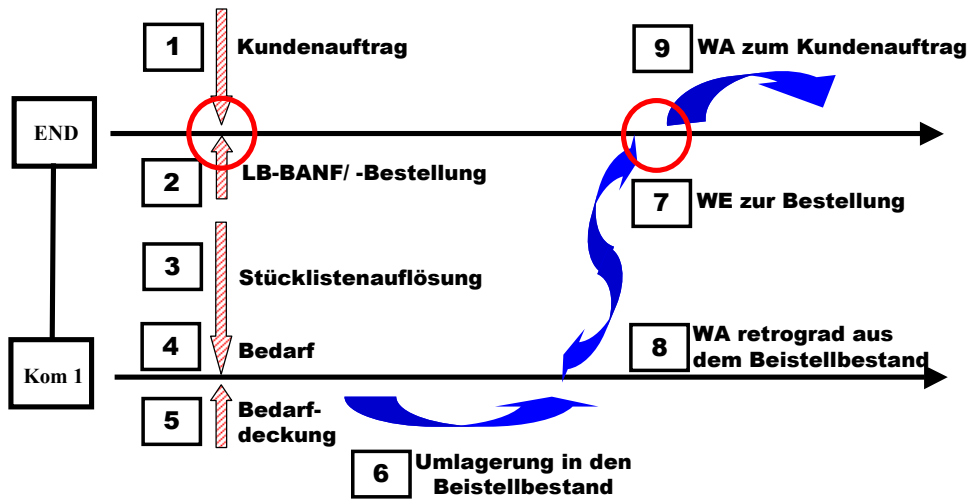 1
Kundenauftrag
9
WA zum Kundenauftrag
END
2
LB-BANF/ -Bestellung
7
WE zur Bestellung
3
Stücklistenauflösung
4
Bedarf
8
WA retrograd aus
dem Beistellbestand
Kom 1
5
Bedarf-
deckung
6
Umlagerung in den
Beistellbestand